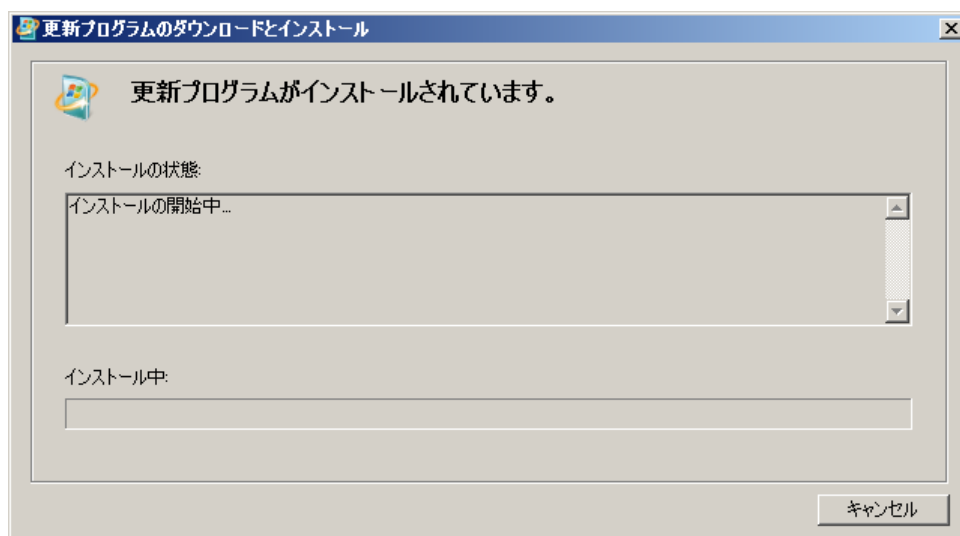 更新プログラムのダウンロードとインストール
更新プログラムがインストールされています。
インストールの状態:
インストールの開始中...
インストール中:
キャンセル